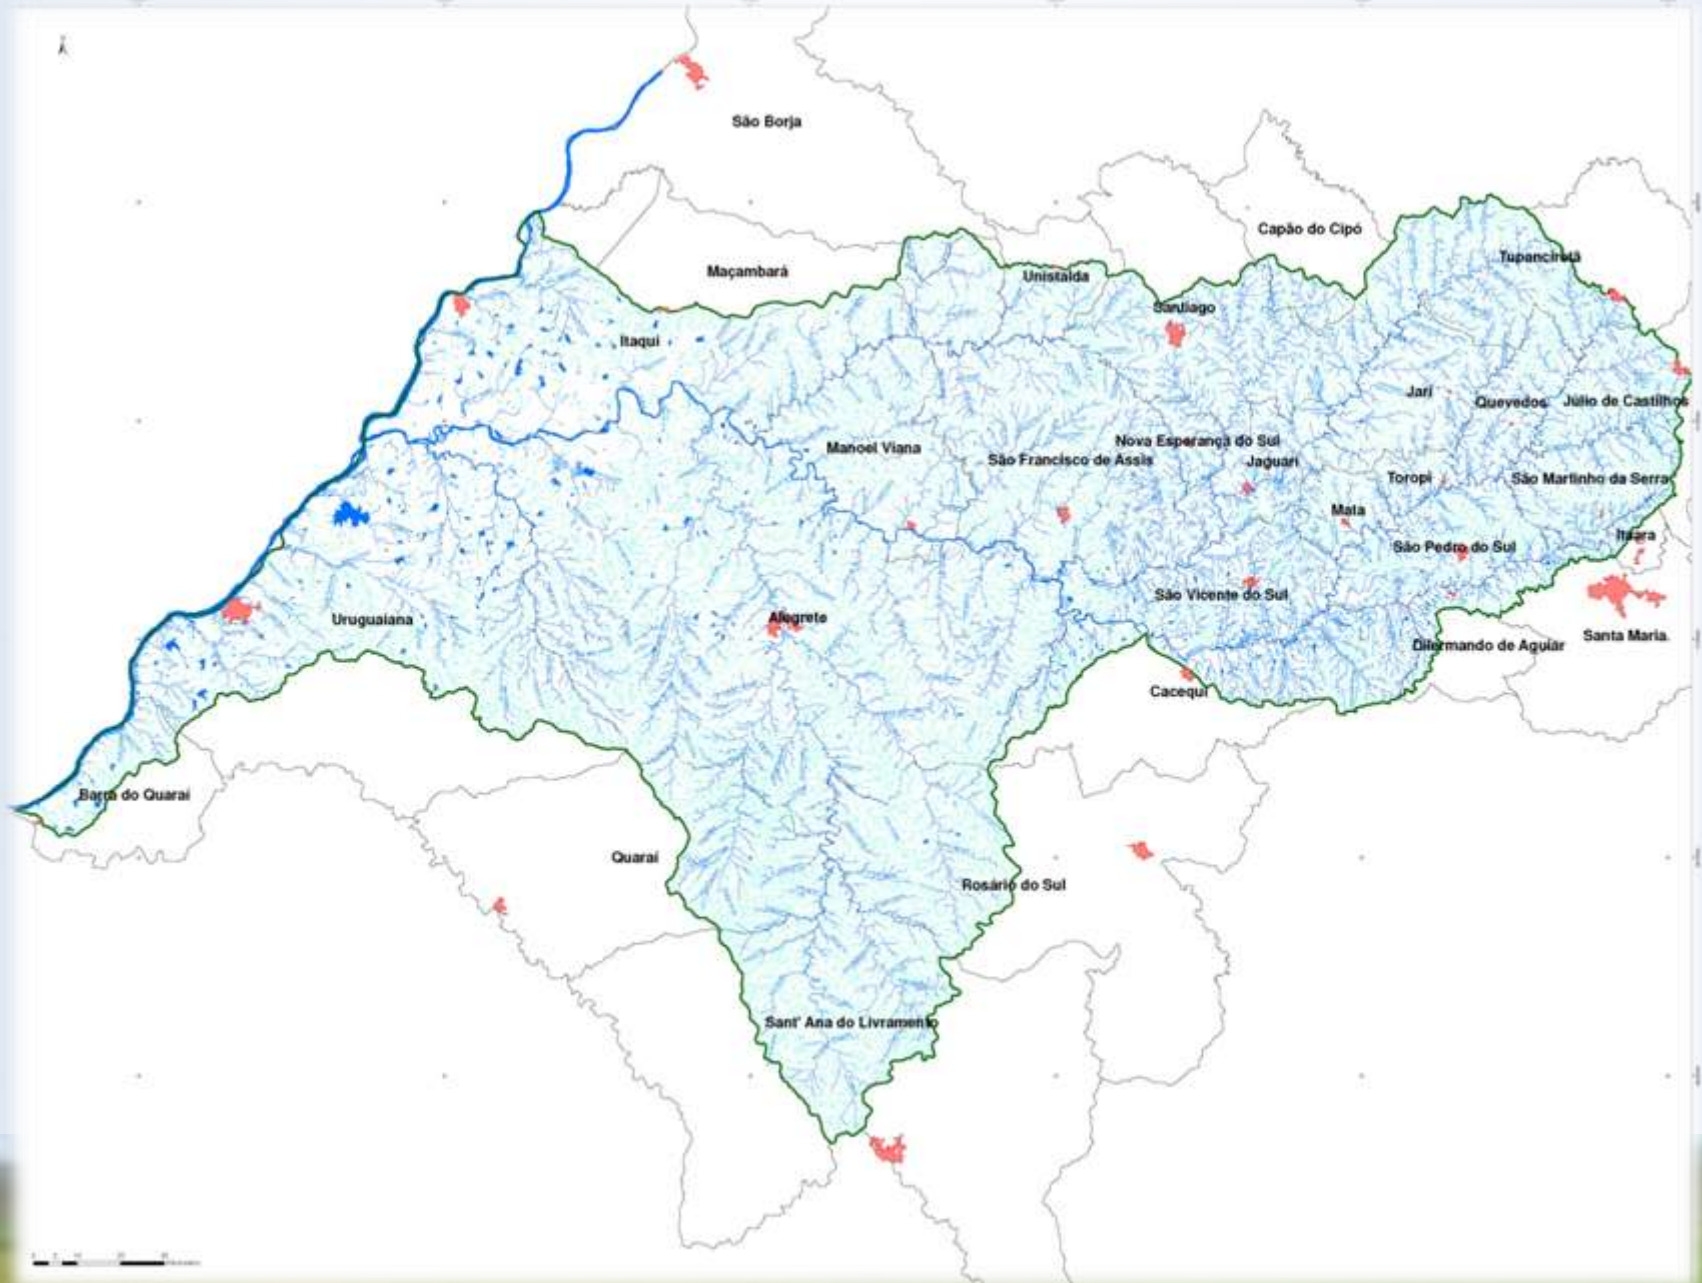 São Borja
Capão do Cipó
Tupanciretã
Maçambará
Unistalda
Santiago
Itaqui
Jari
Quevedos
Júlio de Castilhos
Nova Esperança do Sul
Manoel Viana
São Francisco de Assis
Jaguari
Toropi
São Martinho da Serra
Mata
Itaara
São Pedro do Sul
São Vicente do Sul
Uruguaiana
Alegrete
Santa Maria
Dilermando de Aguiar
Cacequi
Barra do Quaraí
Quaraí
Rosário do Sul
Sant' Ana do Livramento